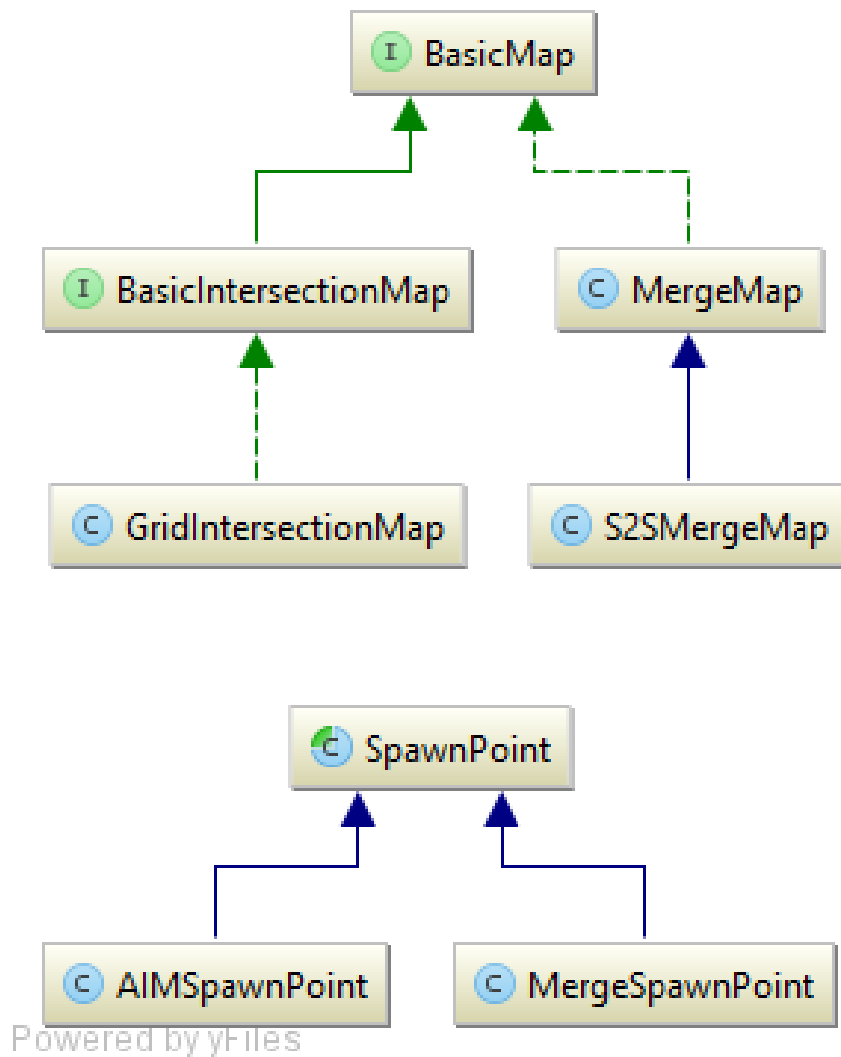 I BasicMap
I BasicIntersectionMap
C MergeMap
C GridIntersectionMap
C S2SMergeMap
C SpawnPoint
C AIMSpawnPoint
C MergeSpawnPoint
Powered by yFiles